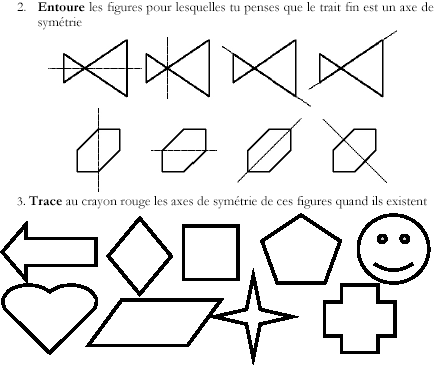 2. Entoure les figures pour lesquelles tu penses que le trait fin est un axe de
symétrie
3. Trace au crayon rouge les axes de symétrie de ces figures quand ils existent